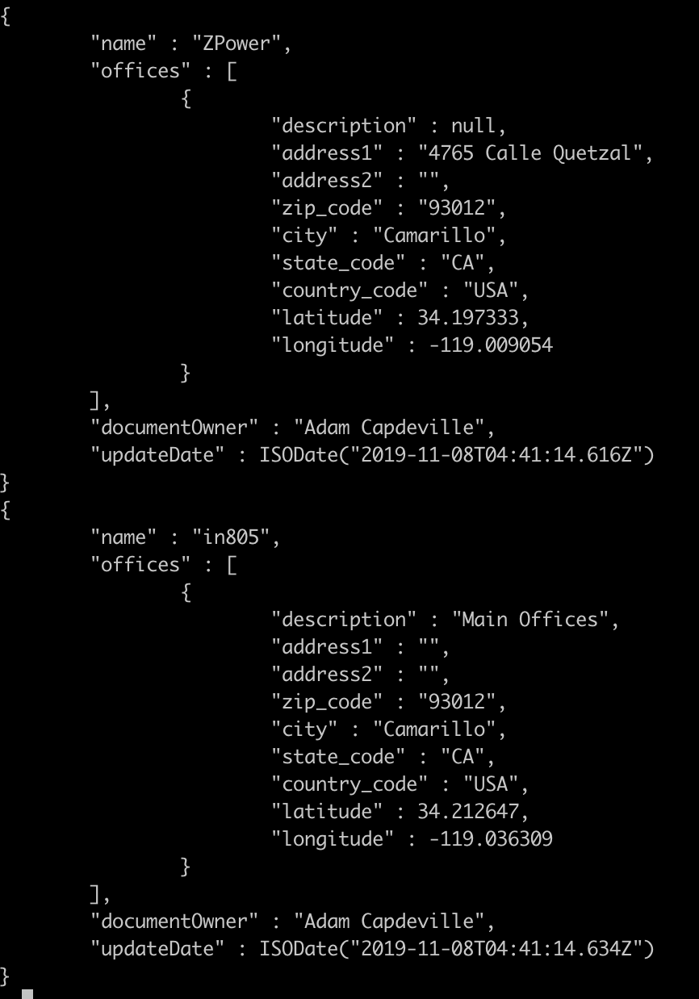 {
        "name" : "ZPower",
        "offices" : [
                {
                        "description" : null,
                        "address1" : "4765 Calle Quetzal",
                        "address2" : "",
                        "zip_code" : "93012",
                        "city" : "Camarillo",
                        "state_code" : "CA",
                        "country_code" : "USA",
                        "latitude" : 34.197333,
                        "longitude" : -119.009054
                }
        ],
        "documentOwner" : "Adam Capdeville",
        "updateDate" : ISODate("2019-11-08T04:41:14.616Z")
}
{
        "name" : "in805",
        "offices" : [
                {
                        "description" : "Main Offices",
                        "address1" : "",
                        "address2" : "",
                        "zip_code" : "93012",
                        "city" : "Camarillo",
                        "state_code" : "CA",
                        "country_code" : "USA",
                        "latitude" : 34.212647,
                        "longitude" : -119.036309
                }
        ],
        "documentOwner" : "Adam Capdeville",
        "updateDate" : ISODate("2019-11-08T04:41:14.634Z")
}